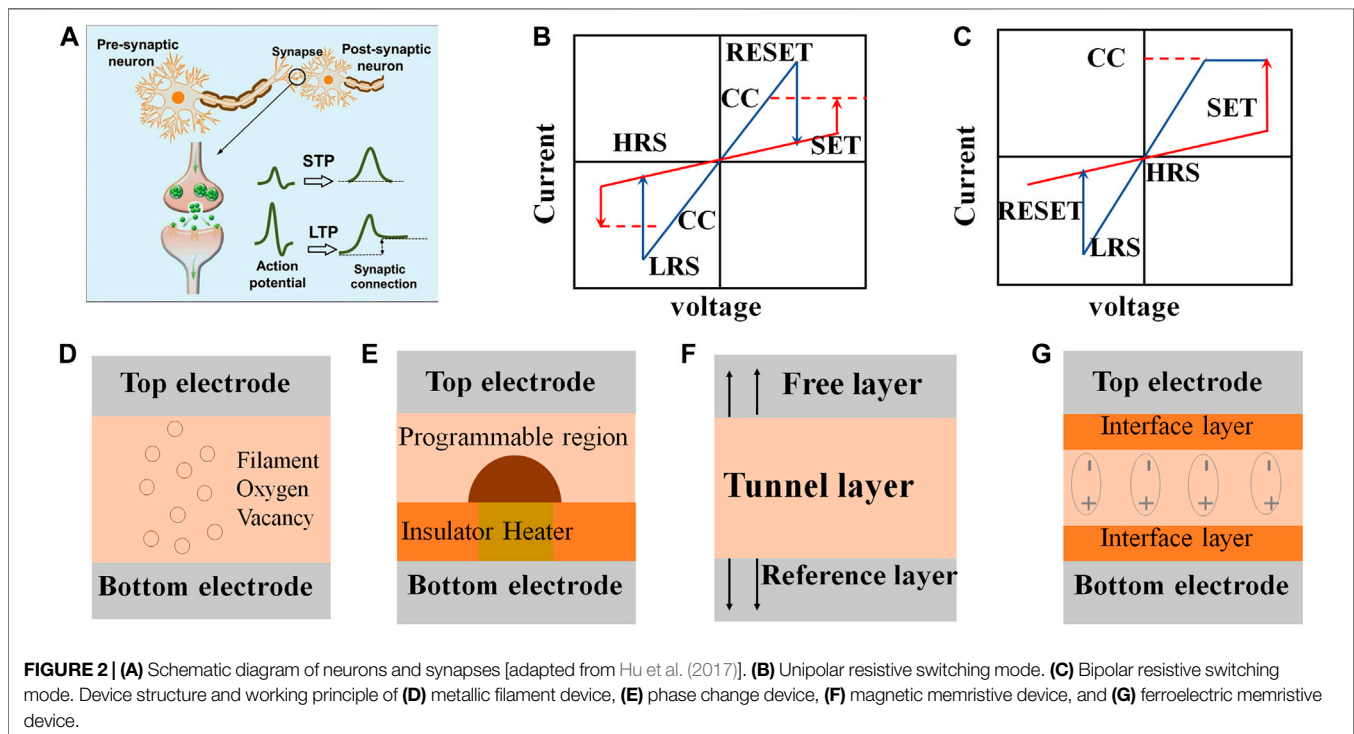 A
Pre-synaptic
neuron
Synapse
Post-synaptic
neuron
STP
LTP
Action
potential
Synaptic
connection
B
RESET
CC
HRS
SET
CC
LRS
Current
voltage
C
CC
SET
HRS
RESET
LRS
Current
voltage
D
Top electrode
Filament
Oxygen
Vacancy
Bottom electrode
E
Top electrode
Programmable region
Insulator Heater
Bottom electrode
F
Free layer
Tunnel layer
Reference layer
G
Top electrode
Interface layer
- - - -
+ + + +
Interface layer
Bottom electrode
FIGURE 2 | (A) Schematic diagram of neurons and synapses [adapted from Hu et al. (2017)]. (B) Unipolar resistive switching mode. (C) Bipolar resistive switching
mode. Device structure and working principle of (D) metallic filament device, (E) phase change device, (F) magnetic memristive device, and (G) ferroelectric memristive
device.